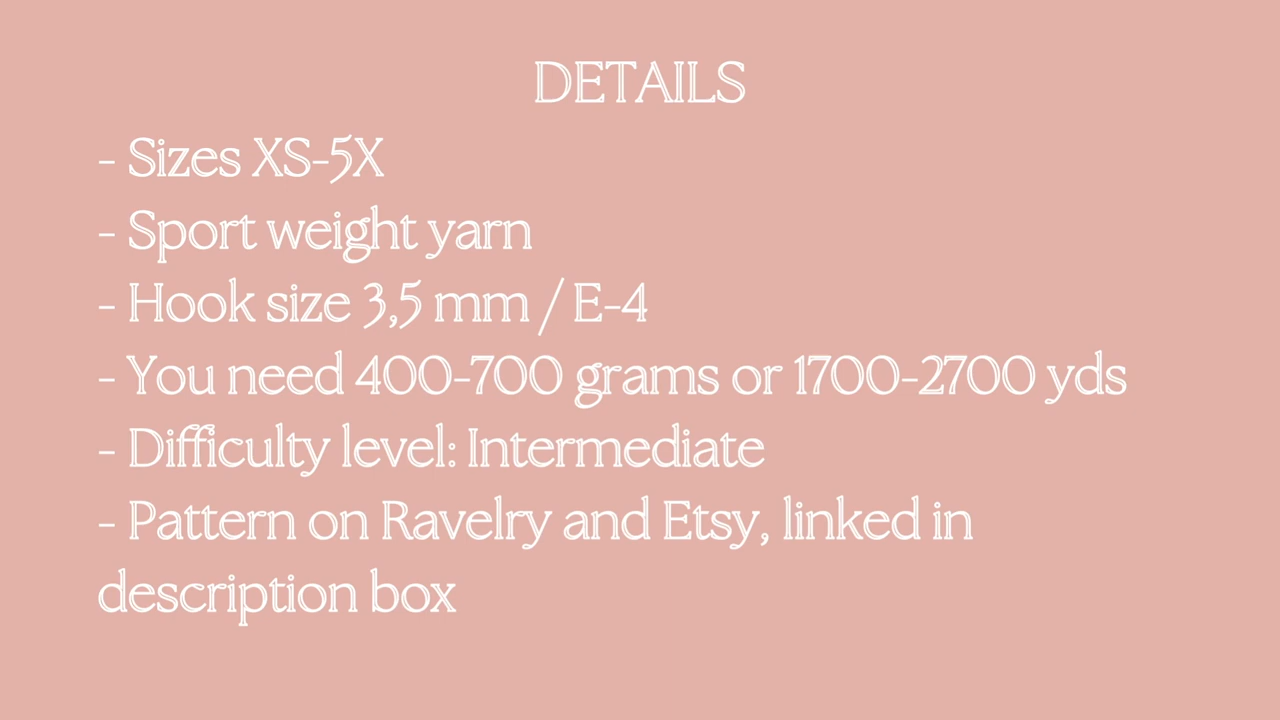 DETAILS
- Sizes XS-5X
- Sport weight yarn
- Hook size 3,5 mm / E-4
- You need 400-700 grams or 1700-2700 yds
- Difficulty level: Intermediate
- Pattern on Ravelry and Etsy, linked in
description box